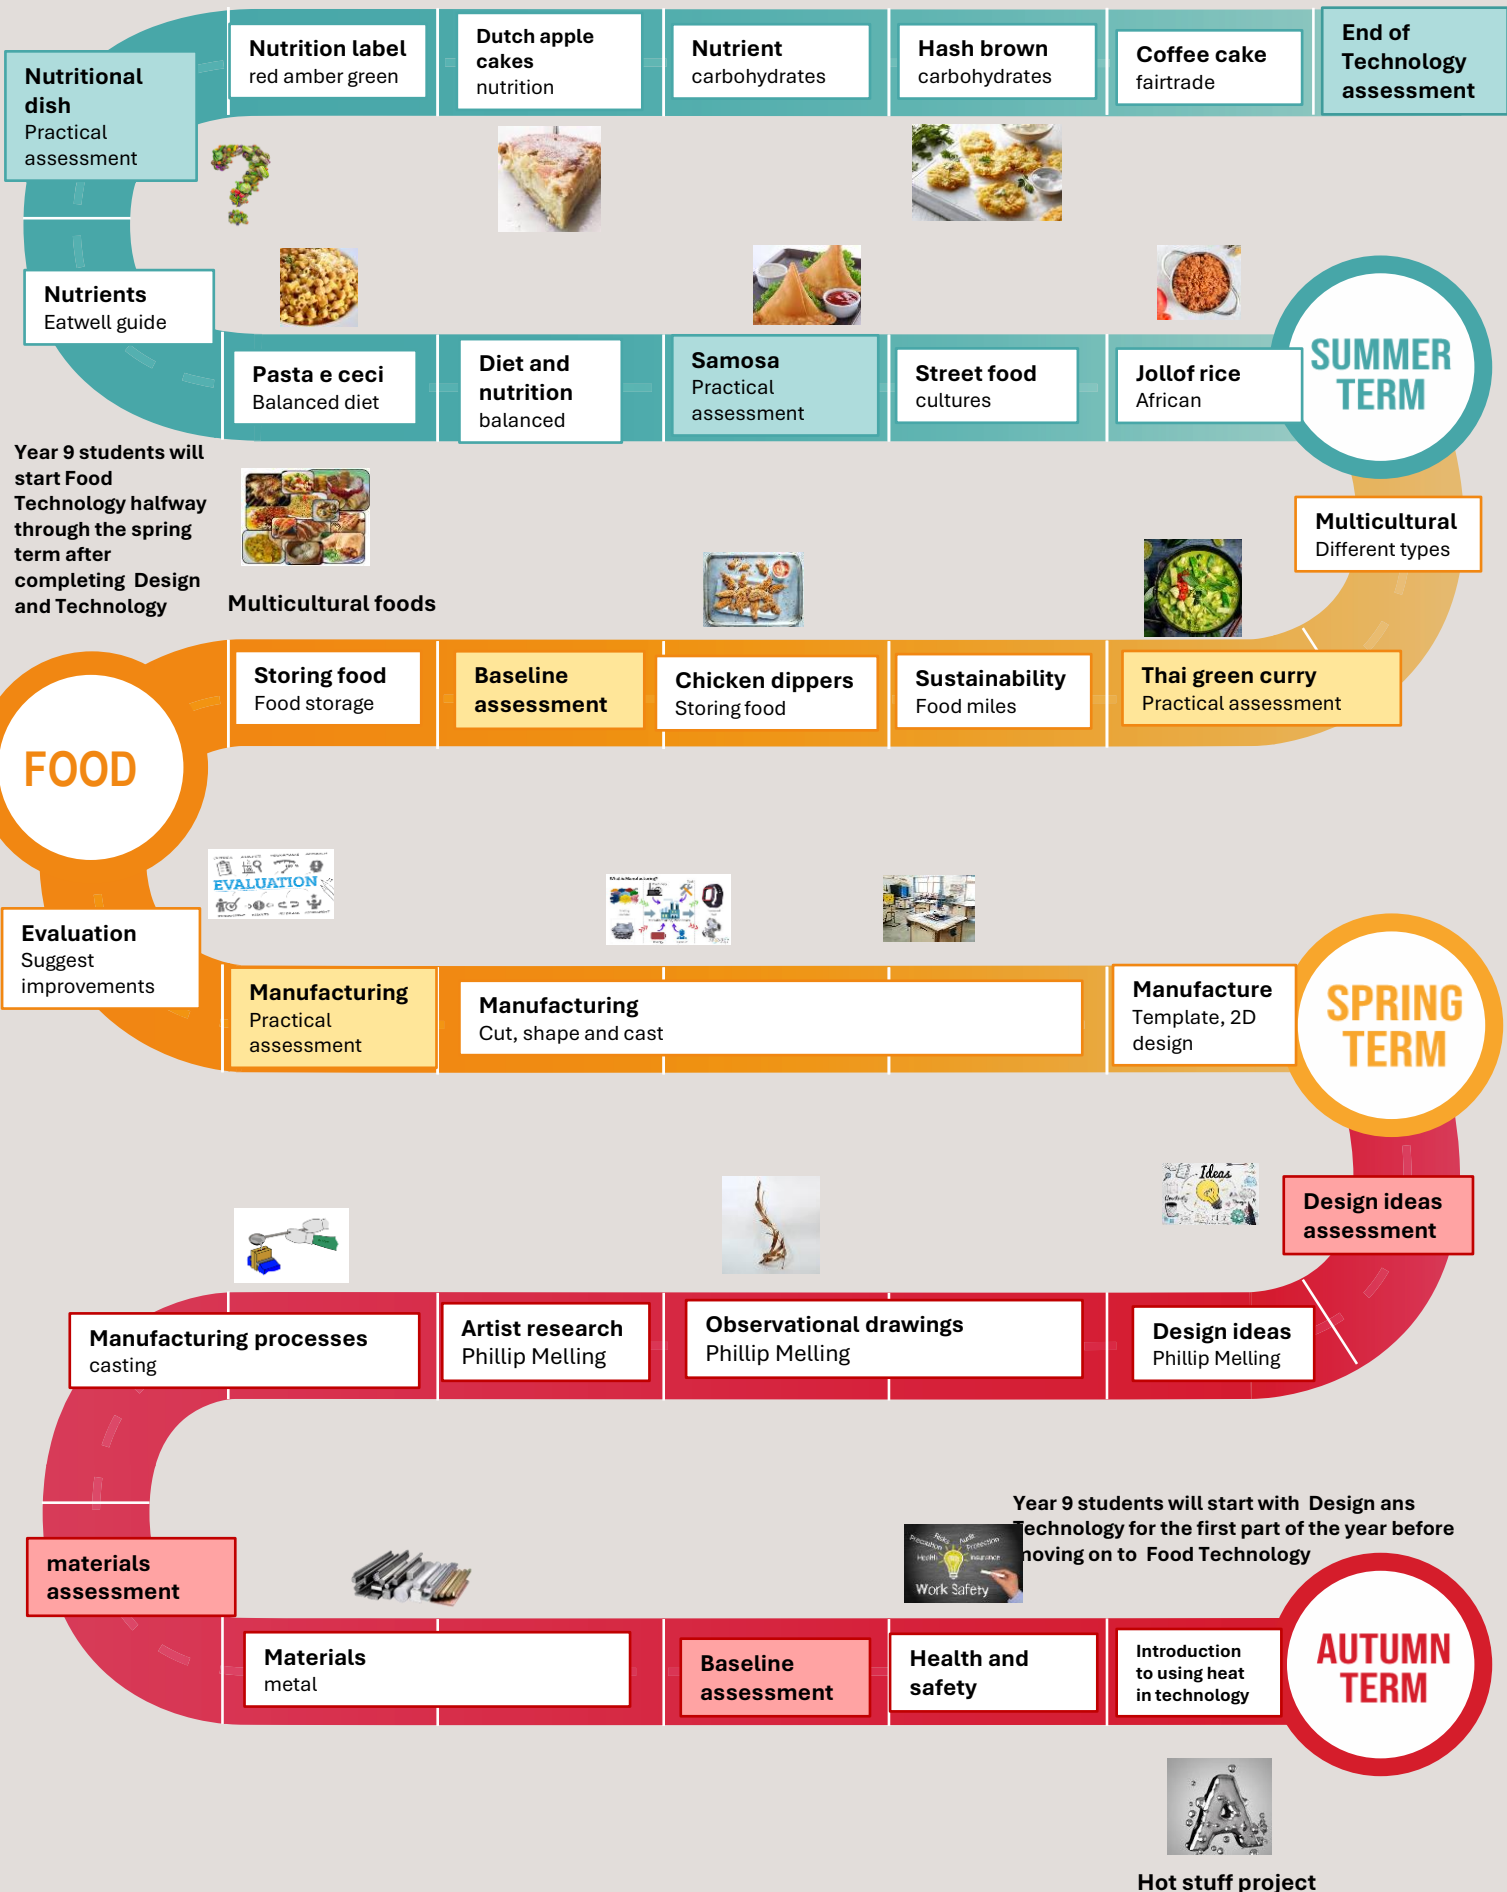 Nutritional
dish
Practical
assessment
Nutrition label
red amber green
Dutch apple
cakes
nutrition
Nutrient
carbohydrates
Hash brown
carbohydrates
Coffee cake
fairtrade
End of
Technology
assessment
Nutrients
Eatwell guide
Pasta e ceci
Balanced diet
Diet and
nutrition
balanced
Samosa
Practical
assessment
Street food
cultures
Jollof rice
African
SUMMER
TERM
Year 9 students will
start Food
Technology halfway
through the spring
term after
completing  Design
and Technology
Multicultural foods
Multicultural
Different types
FOOD
Storing food
Food storage
Baseline
assessment
Chicken dippers
Storing food
Sustainability
Food miles
Thai green curry
Practical assessment
EVALUATION
Evaluation
Suggest
improvements
Manufacturing
Practical
assessment
Manufacturing
Cut, shape and cast
Manufacture
Template, 2D
design
SPRING
TERM
Ideas
Design ideas
assessment
Manufacturing processes
casting
Artist research
Phillip Melling
Observational drawings
Phillip Melling
Design ideas
Phillip Melling
Year 9 students will start with  Design ans
Technology for the first part of the year before
moving on to  Food Technology
Precaution
Risks
Audit
Protection
Health
Insurance
Work Safety
materials
assessment
Materials
metal
Baseline
assessment
Health and
safety
Introduction
to using heat
in technology
AUTUMN
TERM
A
Hot stuff project